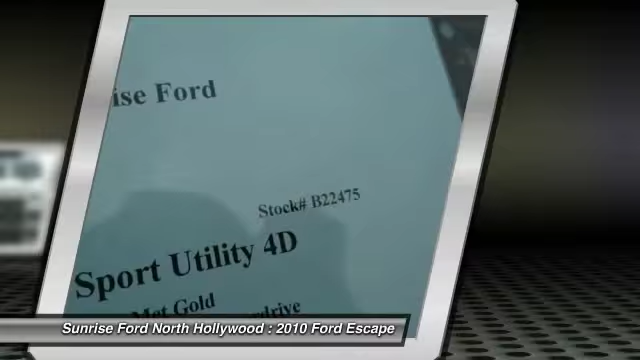 ise Ford
Stock# B22475
Sport Utility 4D
Met Gold
Sunrise Ford North Hollywood : 2010 Ford Escape